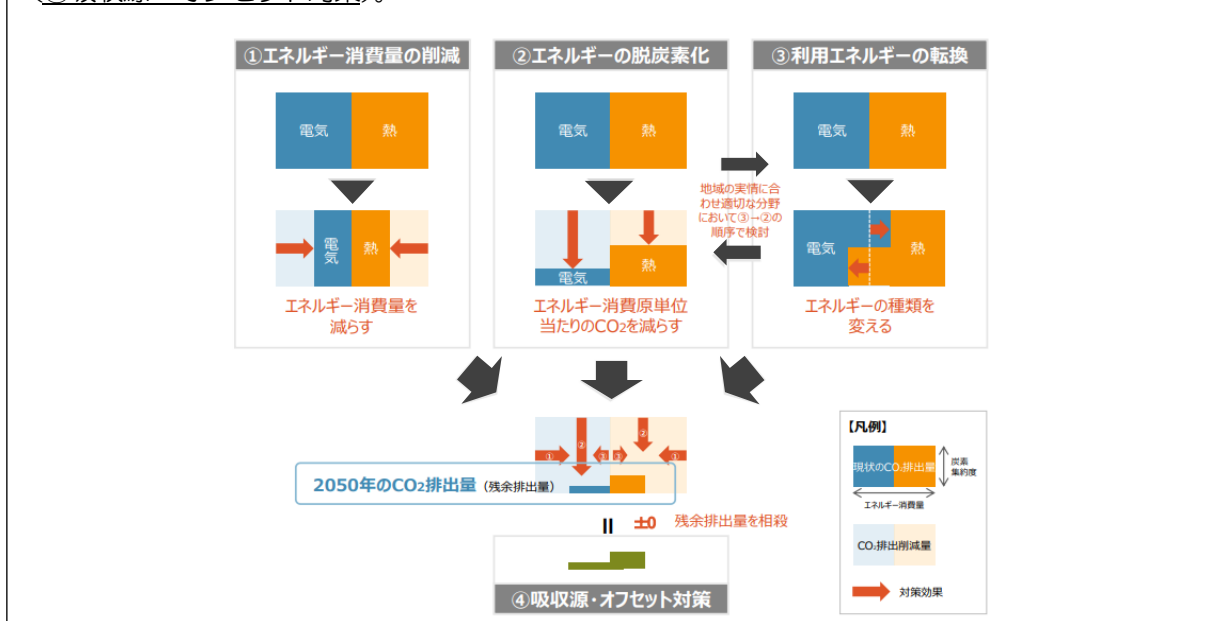 ①エネルギー消費量の削減
②エネルギーの脱炭素化
③利用エネルギーの転換
電気
熱
電気
熱
電気
熱
地域の実情に合
わせ適切な分野
において③→②の
順序で検討
電気
熱
電気
熱
電気
熱
エネルギー消費量を
減らす
エネルギー消費原単位
当たりのCO₂を減らす
エネルギーの種類を
変える
①
②
③
③
②
①
2050年のCO₂排出量（残余排出量）
=
±0
残余排出量を相殺
④吸収源・オフセット対策
【凡例】
現状のCO₂排出量
炭素
集約度
エネルギー消費量
CO₂排出削減量
対策効果